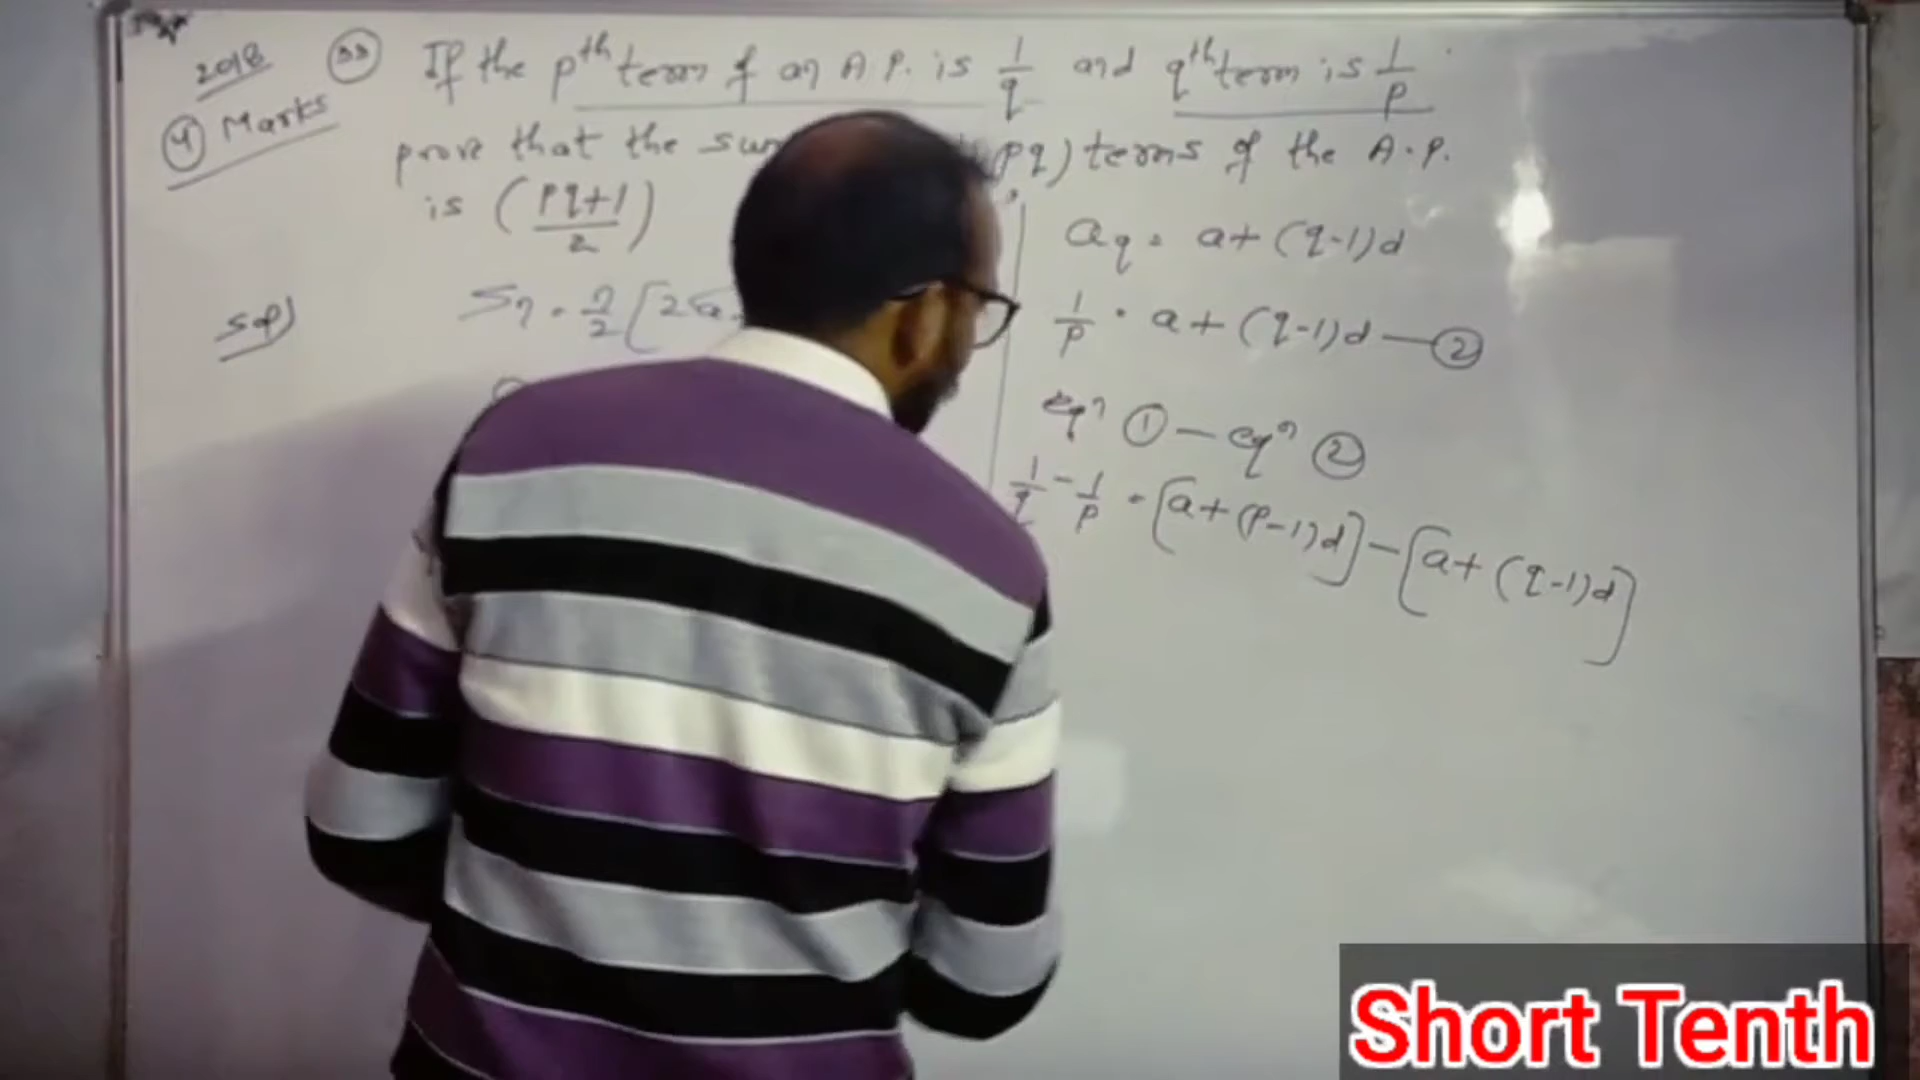 2018
(4) Marks
(33) If the pth term of an A.P. is 1/q and qth term is 1/p
prove that the sum (pq) terms of the A.P.
is (pq+1/2)
Sol
Sn = n/2 [2a
aq = a+(q-1)d
1/p = a+(q-1)d — (2)
eqn (1) — eqn (2)
1/q - 1/p = [a+(p-1)d] - [a+(q-1)d]
Short Tenth